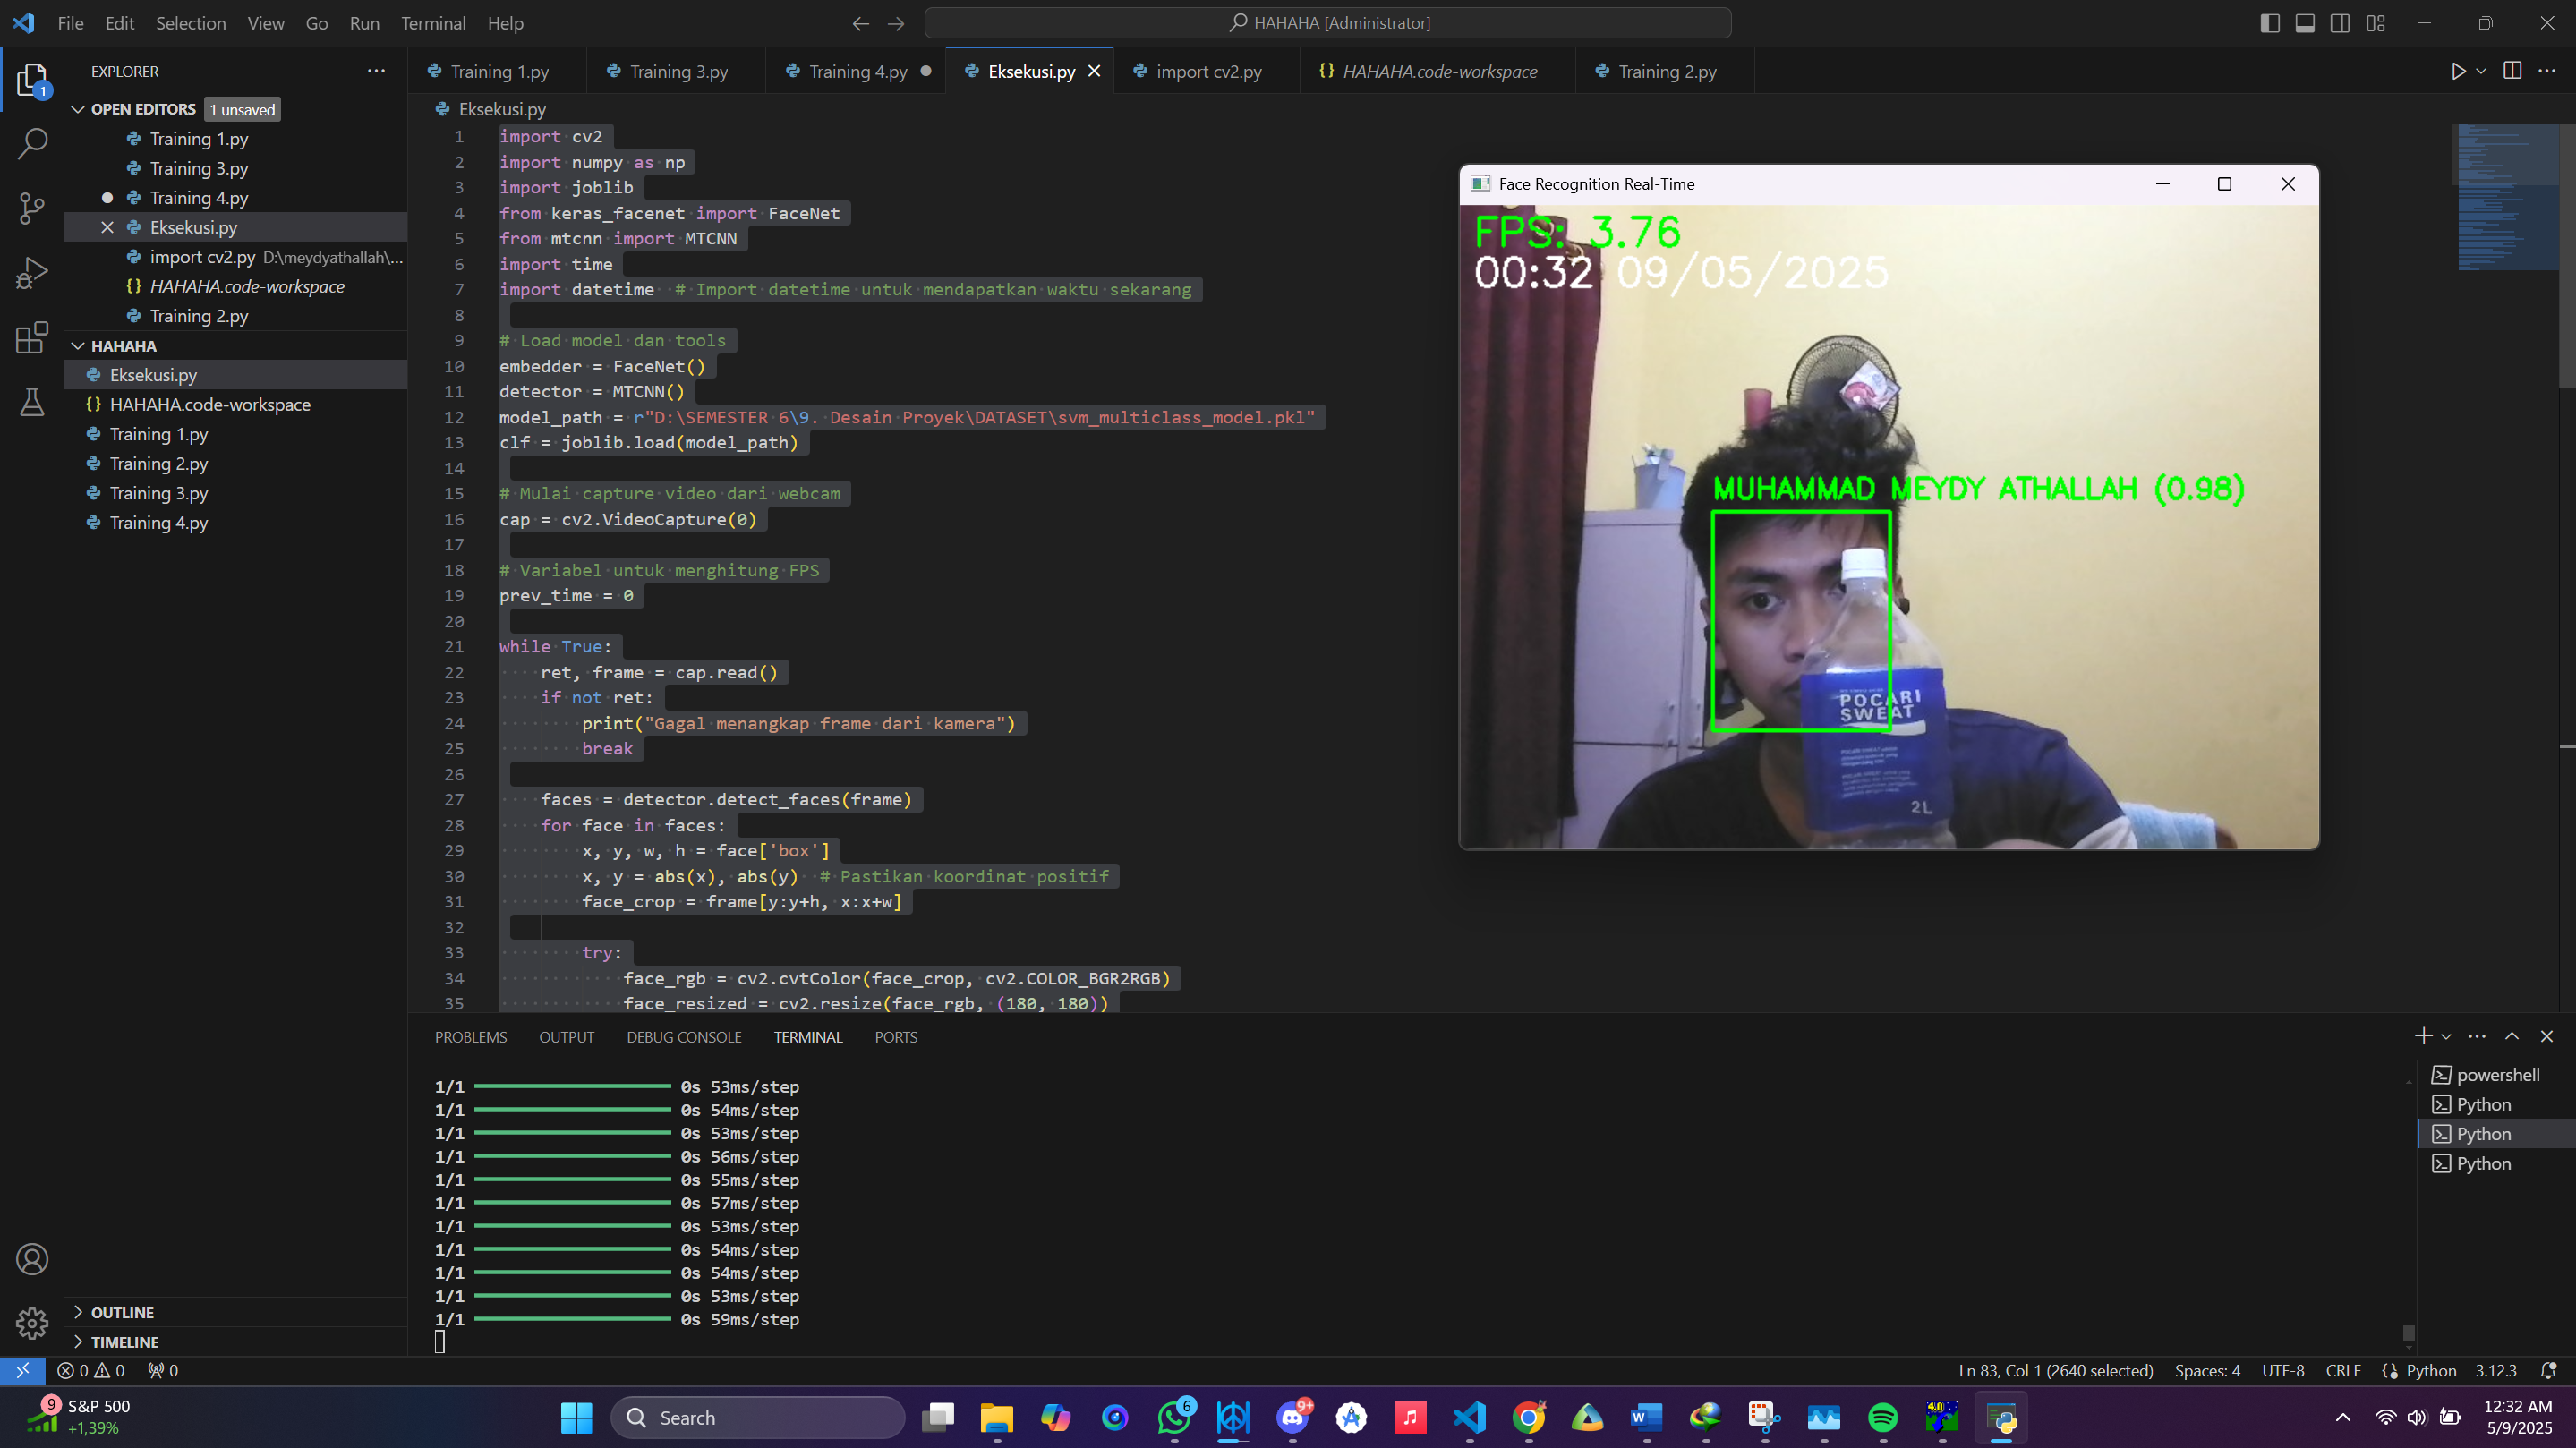 File Edit Selection View Go Run Terminal Help
HAHAHA [Administrator]
EXPLORER
OPEN EDITORS 1 unsaved
Training 1.py
Training 3.py
Training 4.py
Eksekusi.py
import cv2.py D:\meydyathallah\...
HAHAHA.code-workspace
Training 2.py
HAHAHA
Eksekusi.py
HAHAHA.code-workspace
Training 1.py
Training 2.py
Training 3.py
Training 4.py
OUTLINE
TIMELINE
1
Training 1.py Training 3.py Training 4.py Eksekusi.py import cv2.py HAHAHA.code-workspace Training 2.py
Eksekusi.py
1 import cv2
2 import numpy as np
3 import joblib
4 from keras_facenet import FaceNet
5 from mtcnn import MTCNN
6 import time
7 import datetime # Import datetime untuk mendapatkan waktu sekarang
8
9 # Load model dan tools
10 embedder = FaceNet()
11 detector = MTCNN()
12 model_path = r"D:\SEMESTER 6\9. Desain Proyek\DATASET\svm_multiclass_model.pkl"
13 clf = joblib.load(model_path)
14
15 # Mulai capture video dari webcam
16 cap = cv2.VideoCapture(0)
17
18 # Variabel untuk menghitung FPS
19 prev_time = 0
20
21 while True:
22 ret, frame = cap.read()
23 if not ret:
24 print("Gagal menangkap frame dari kamera")
25 break
26
27 faces = detector.detect_faces(frame)
28 for face in faces:
29 x, y, w, h = face['box']
30 x, y = abs(x), abs(y) # Pastikan koordinat positif
31 face_crop = frame[y:y+h, x:x+w]
32
33 try:
34 face_rgb = cv2.cvtColor(face_crop, cv2.COLOR_BGR2RGB)
35 face_resized = cv2.resize(face_rgb, (180, 180))
Face Recognition Real-Time
FPS: 3.76
00:32 09/05/2025
MUHAMMAD MEYDY ATHALLAH (0.98)
POCARI
SWEAT
2L
PROBLEMS OUTPUT DEBUG CONSOLE TERMINAL PORTS
1/1 0s 53ms/step
1/1 0s 54ms/step
1/1 0s 53ms/step
1/1 0s 56ms/step
1/1 0s 55ms/step
1/1 0s 57ms/step
1/1 0s 53ms/step
1/1 0s 54ms/step
1/1 0s 54ms/step
1/1 0s 53ms/step
1/1 0s 59ms/step
powershell
Python
Python
Python
0 0 0
Ln 83, Col 1 (2640 selected) Spaces: 4 UTF-8 CRLF Python 3.12.3
9 S&P 500
+1,39%
Search
6
9+
4.0
12:32 AM
5/9/2025